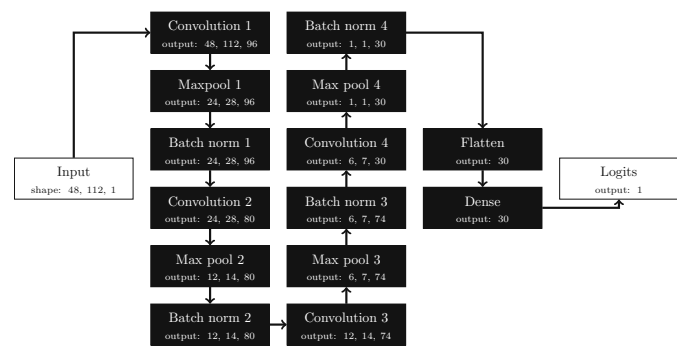 Input
shape: 48, 112, 1
Convolution 1
output: 48, 112, 96
Maxpool 1
output: 24, 28, 96
Batch norm 1
output: 24, 28, 96
Convolution 2
output: 24, 28, 80
Max pool 2
output: 12, 14, 80
Batch norm 2
output: 12, 14, 80
Convolution 3
output: 12, 14, 74
Max pool 3
output: 6, 7, 74
Batch norm 3
output: 6, 7, 74
Convolution 4
output: 6, 7, 30
Max pool 4
output: 1, 1, 30
Batch norm 4
output: 1, 1, 30
Flatten
output: 30
Dense
output: 30
Logits
output: 1